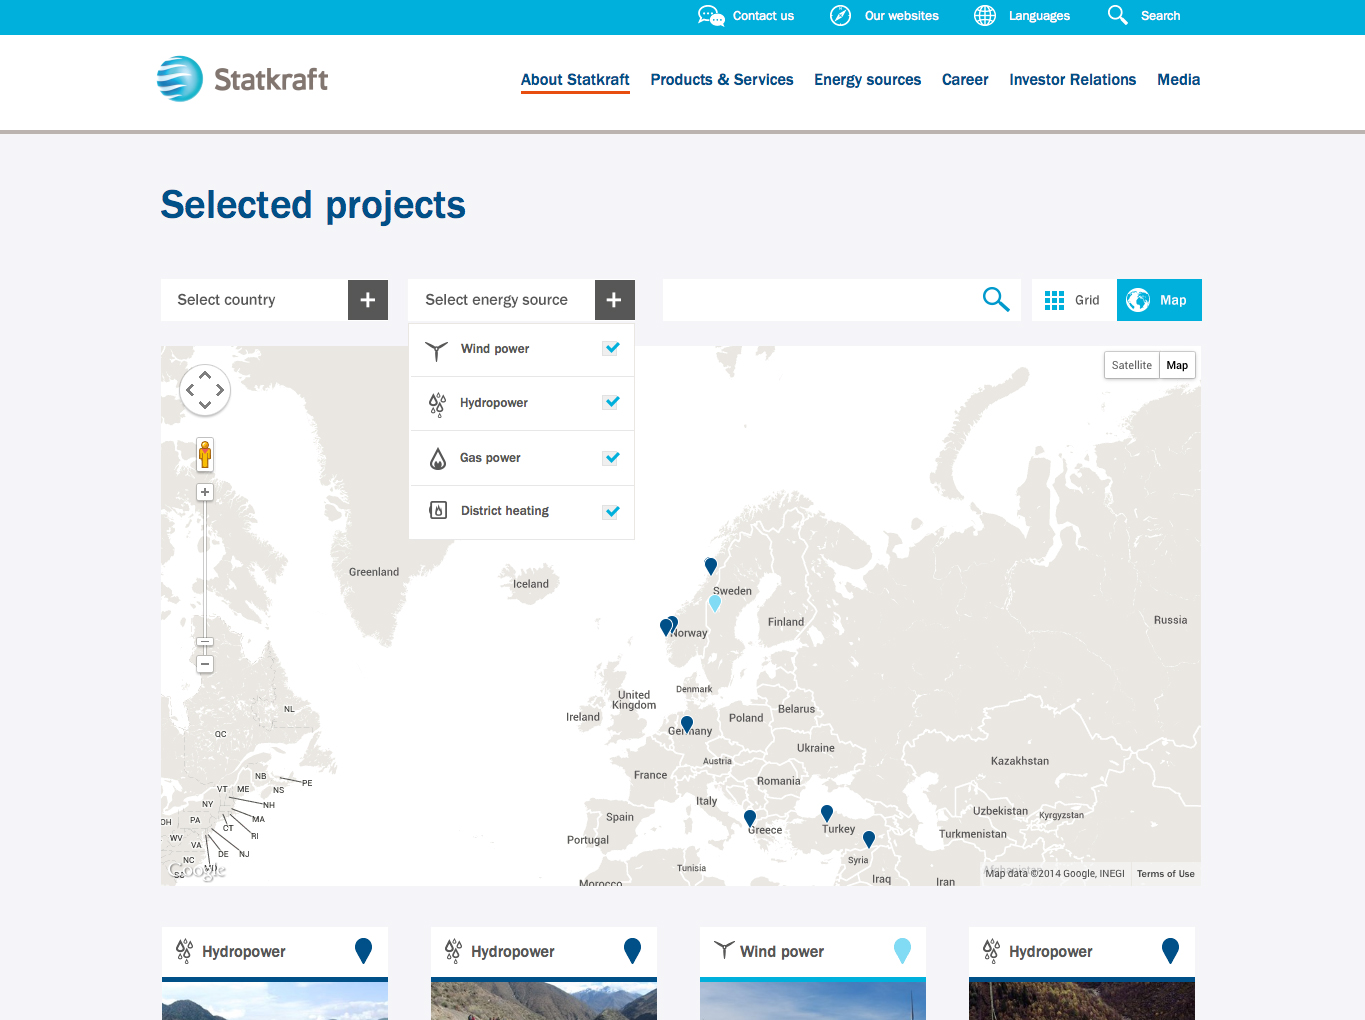 Contact us
Our websites
Languages
Search
Statkraft
About Statkraft
Products & Services
Energy sources
Career
Investor Relations
Media
Selected projects
Select country
Select energy source
Grid
Map
Wind power
Hydropower
Gas power
District heating
Satellite
Map
Greenland
Iceland
Sweden
Finland
Norway
Russia
Denmark
United
Kingdom
Ireland
Poland
Belarus
Germany
Ukraine
Austria
Kazakhstan
France
Romania
Italy
Uzbekistan
Kyrgyzstan
Spain
Greece
Turkey
Turkmenistan
Portugal
Syria
Tunisia
Morocco
Iraq
Iran
Afghanistan
NL
QC
NB
PE
VT
ME
NS
NY
NH
OH
PA
MA
CT
RI
WV
VA
DE
NJ
NC
Google
Map data ©2014 Google, INEGI
Terms of Use
Hydropower
Hydropower
Wind power
Hydropower